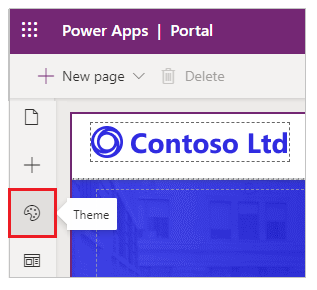 Power Apps | Portal
New page Delete
Contoso Ltd
Theme